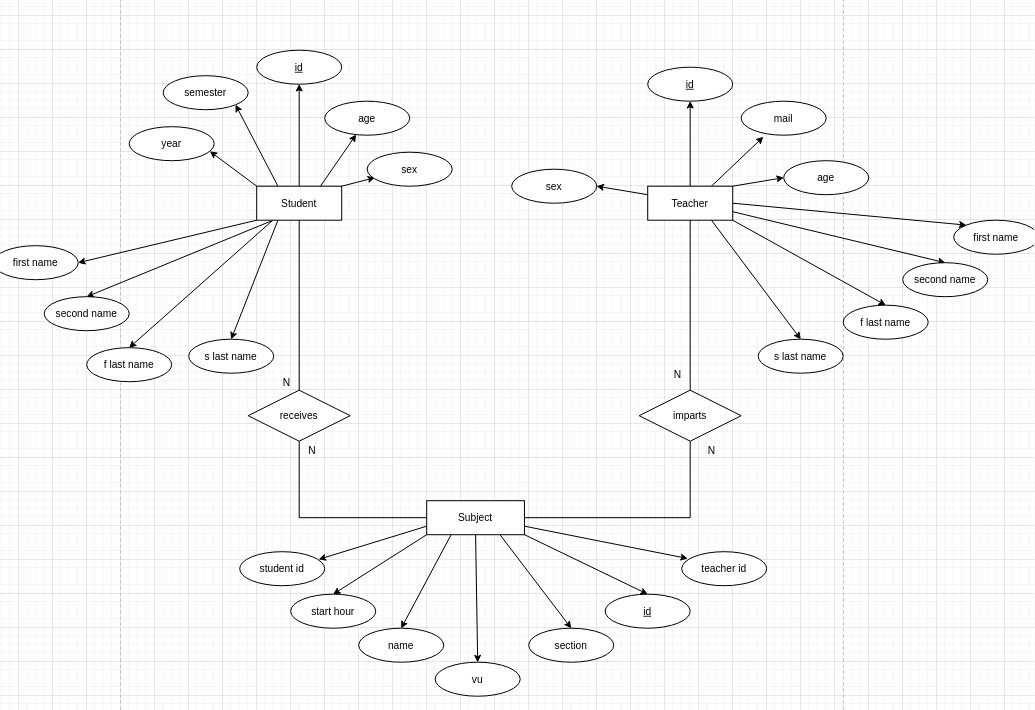 id
semester
age
year
sex
Student
first name
second name
f last name
s last name
id
mail
age
sex
Teacher
first name
second name
f last name
s last name
N
receives
N
N
imparts
N
Subject
student id
start hour
name
vu
section
id
teacher id